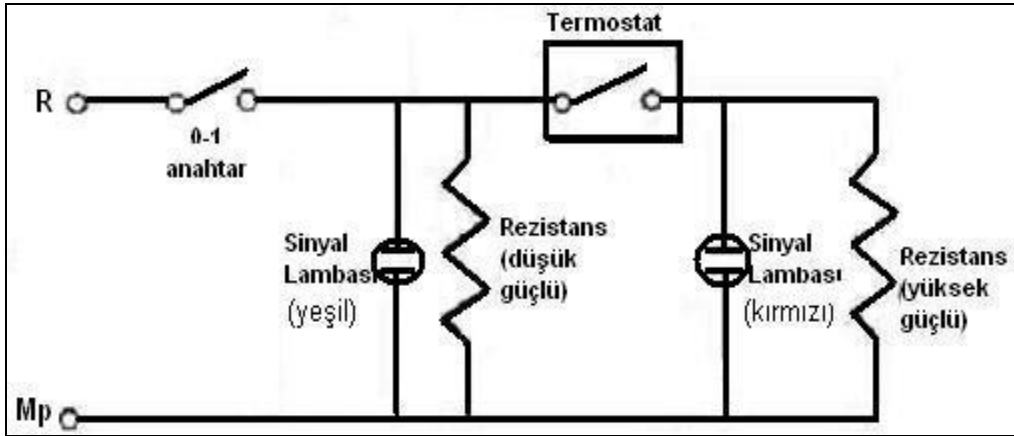 Termostat
R
0-1
anahtar
Sinyal
Lambası
(yeşil)
Rezistans
(düşük
güçlü)
Sinyal
Lambası
(kırmızı)
Rezistans
(yüksek
güçlü)
Mp